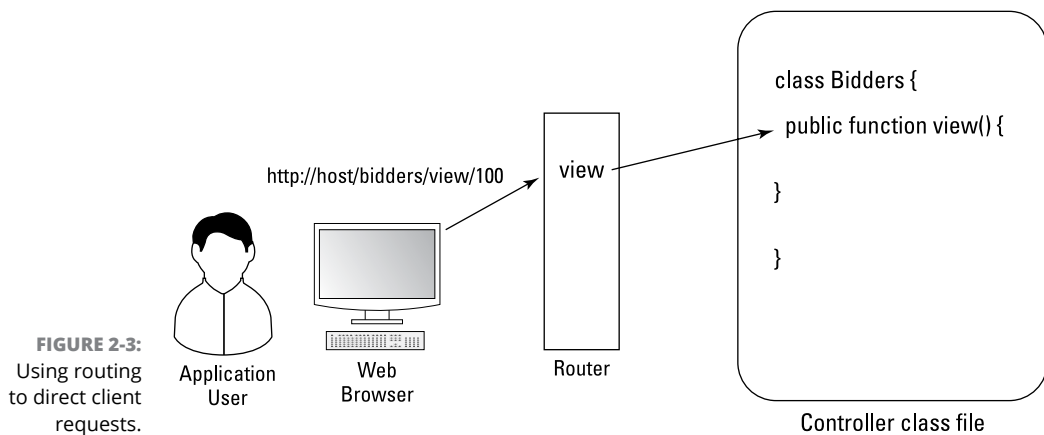 class Bidders {
public function view() {
}
}
http://host/bidders/view/100
view
FIGURE 2-3:
Using routing
to direct client
requests.
Application
User
Web
Browser
Router
Controller class file